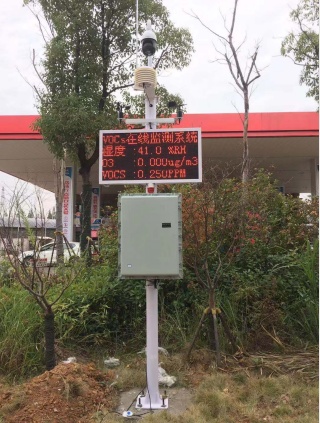 VOCs在线监测系统
湿度 :41.0 %RH
O3 :0.000ug/m3
VOCS :0.250PPM